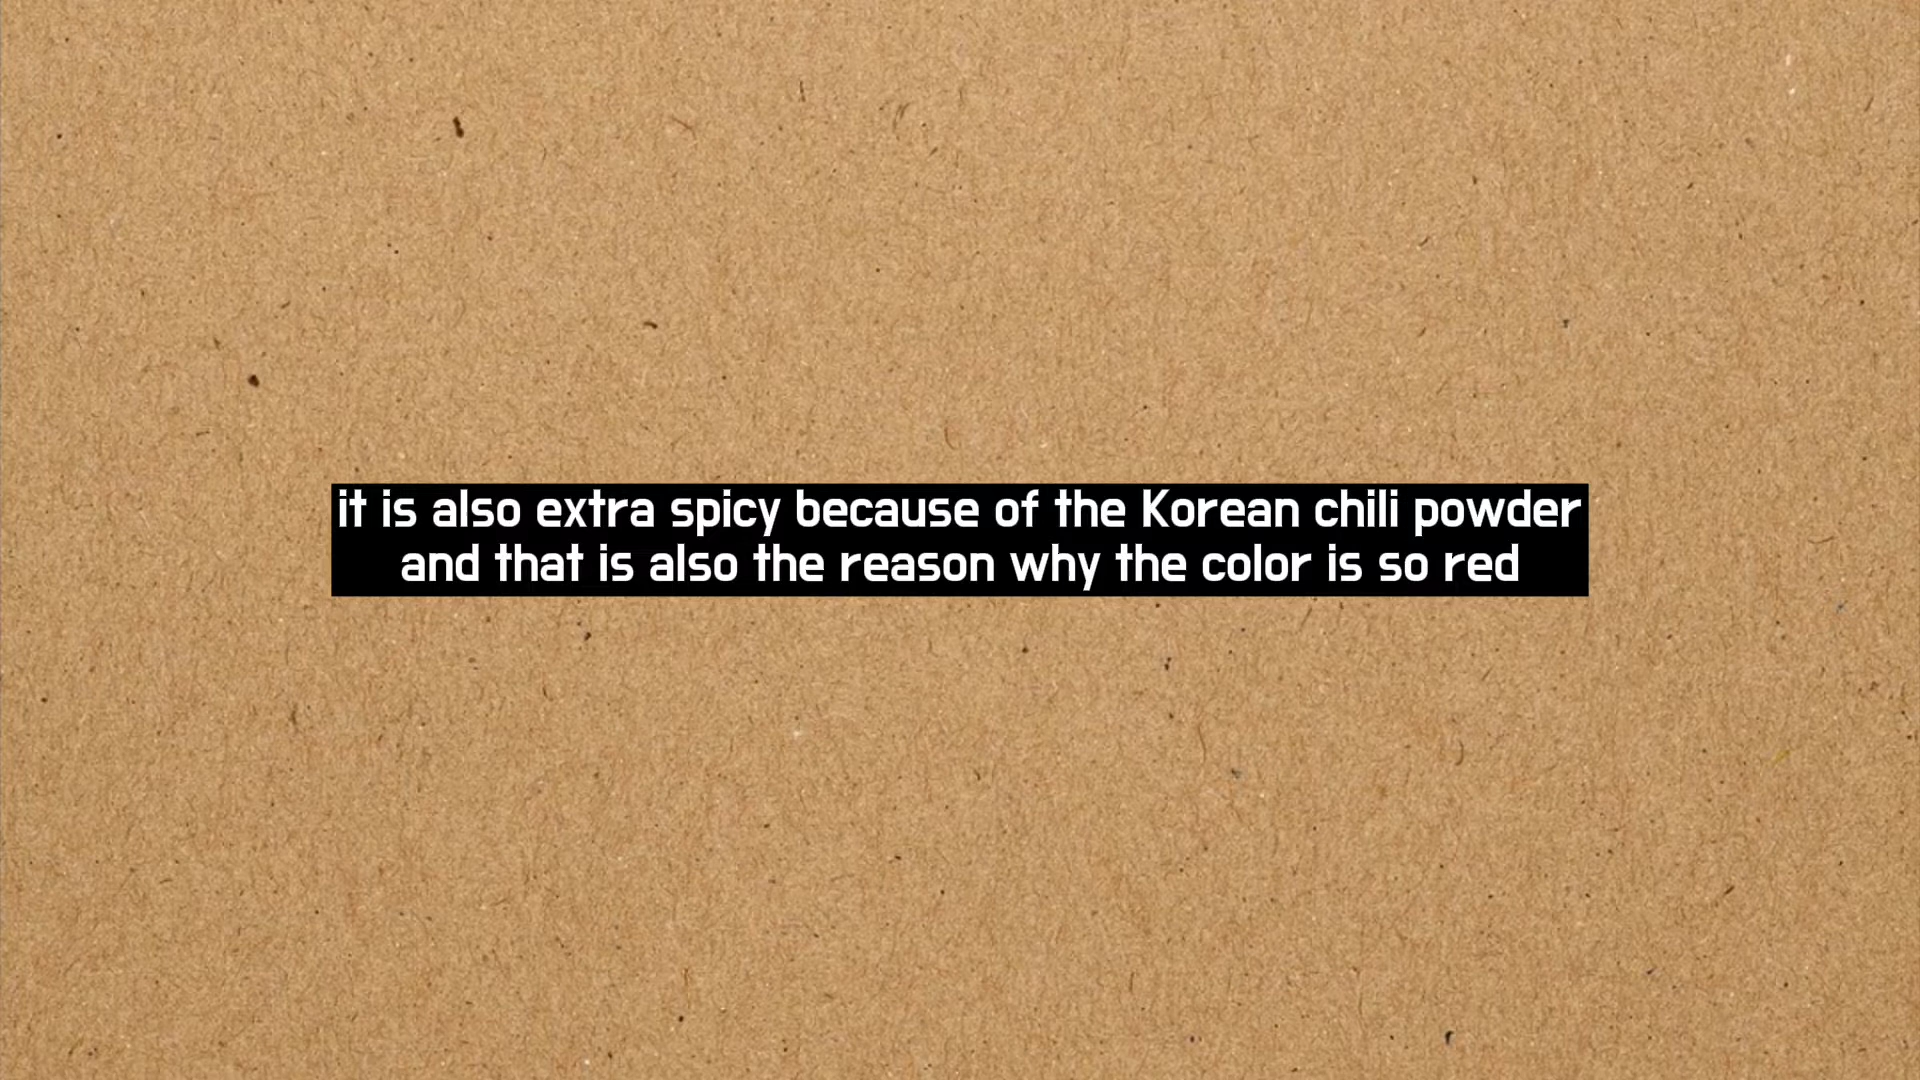 it is also extra spicy because of the Korean chili powder
and that is also the reason why the color is so red